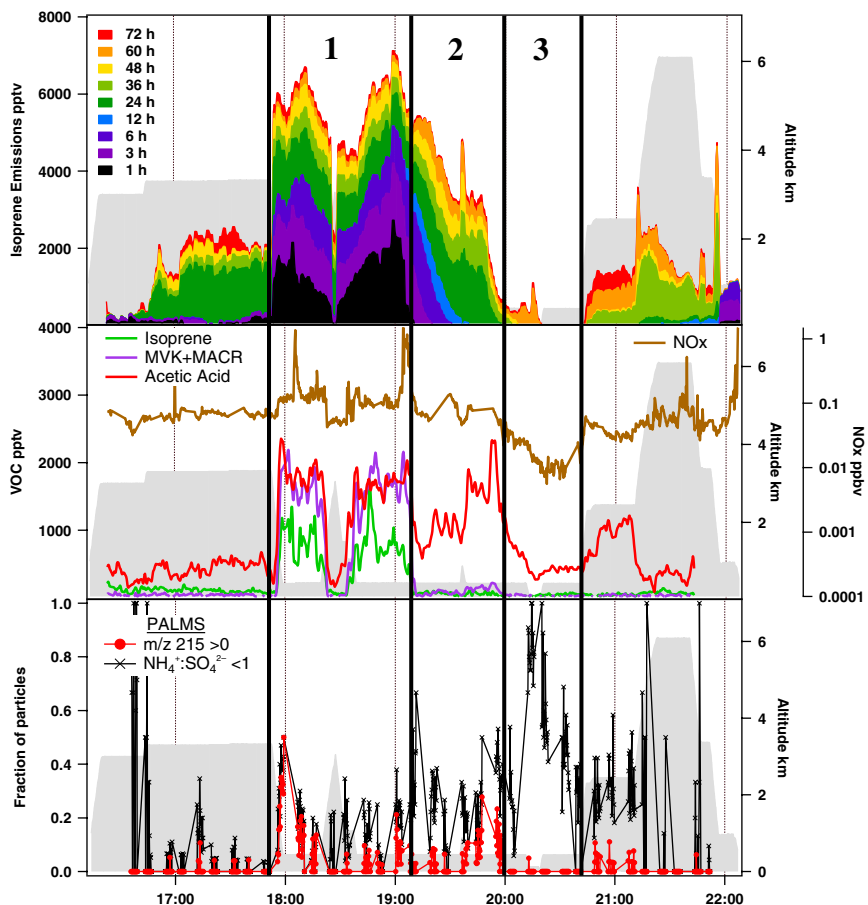 8000
6000
4000
2000
Isoprene Emissions pptv
72 h
60 h
48 h
36 h
24 h
12 h
6 h
3 h
1 h
1
2
3
6
4
2
Altitude km
4000
3000
2000
1000
VOC pptv
Isoprene
MVK+MACR
Acetic Acid
NOx
6
4
2
Altitude km
1
0.1
0.01
0.001
0.0001
NOx ppbv
1.0
0.8
0.6
0.4
0.2
0.0
Fraction of particles
PALMS
m/z 215 >0
NH₄⁺:SO₄²⁻ <1
6
4
2
0
Altitude km
17:00
18:00
19:00
20:00
21:00
22:00